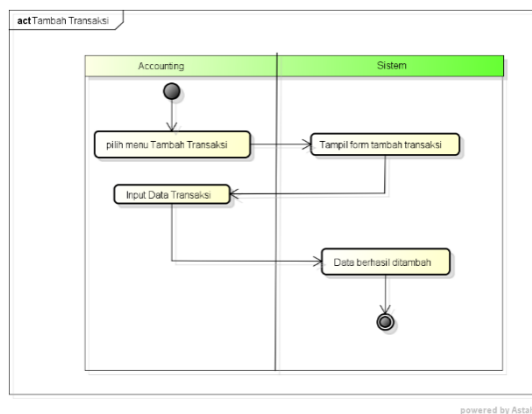 act Tambah Transaksi
Accounting
Sistem
pilih menu Tambah Transaksi
Tampil form tambah transaksi
Input Data Transaksi
Data berhasil ditambah
powered by Asta